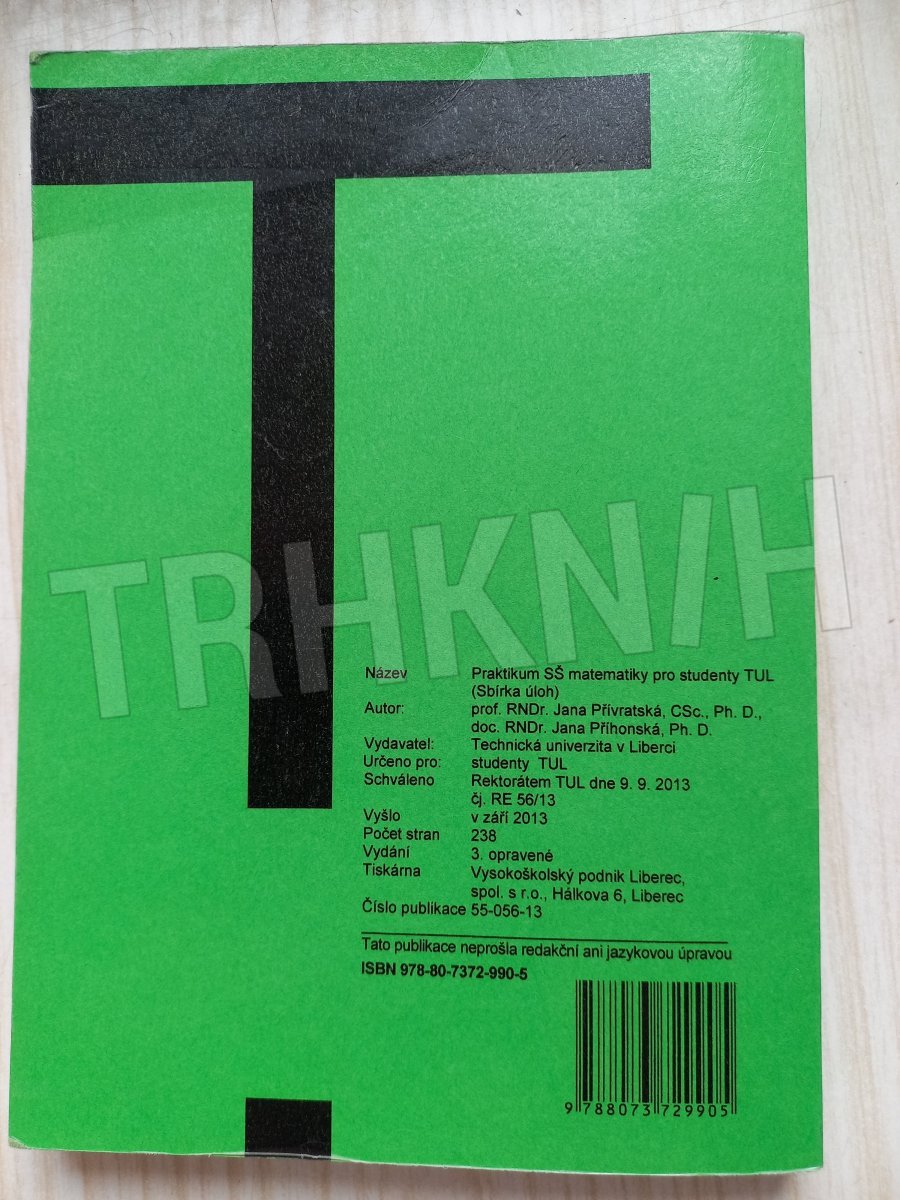 TRHKNIH
Název Praktikum SŠ matematiky pro studenty TUL
(Sbírka úloh)
Autor: prof. RNDr. Jana Přívratská, CSc., Ph. D.,
doc. RNDr. Jana Příhonská, Ph. D.
Vydavatel: Technická univerzita v Liberci
Určeno pro: studenty TUL
Schváleno Rektorátem TUL dne 9. 9. 2013
čj. RE 56/13
Vyšlo v září 2013
Počet stran 238
Vydání 3. opravené
Tiskárna Vysokoškolský podnik Liberec,
spol. s r.o., Hálkova 6, Liberec
Číslo publikace 55-056-13
Tato publikace neprošla redakční ani jazykovou úpravou
ISBN 978-80-7372-990-5
9 788073 729905